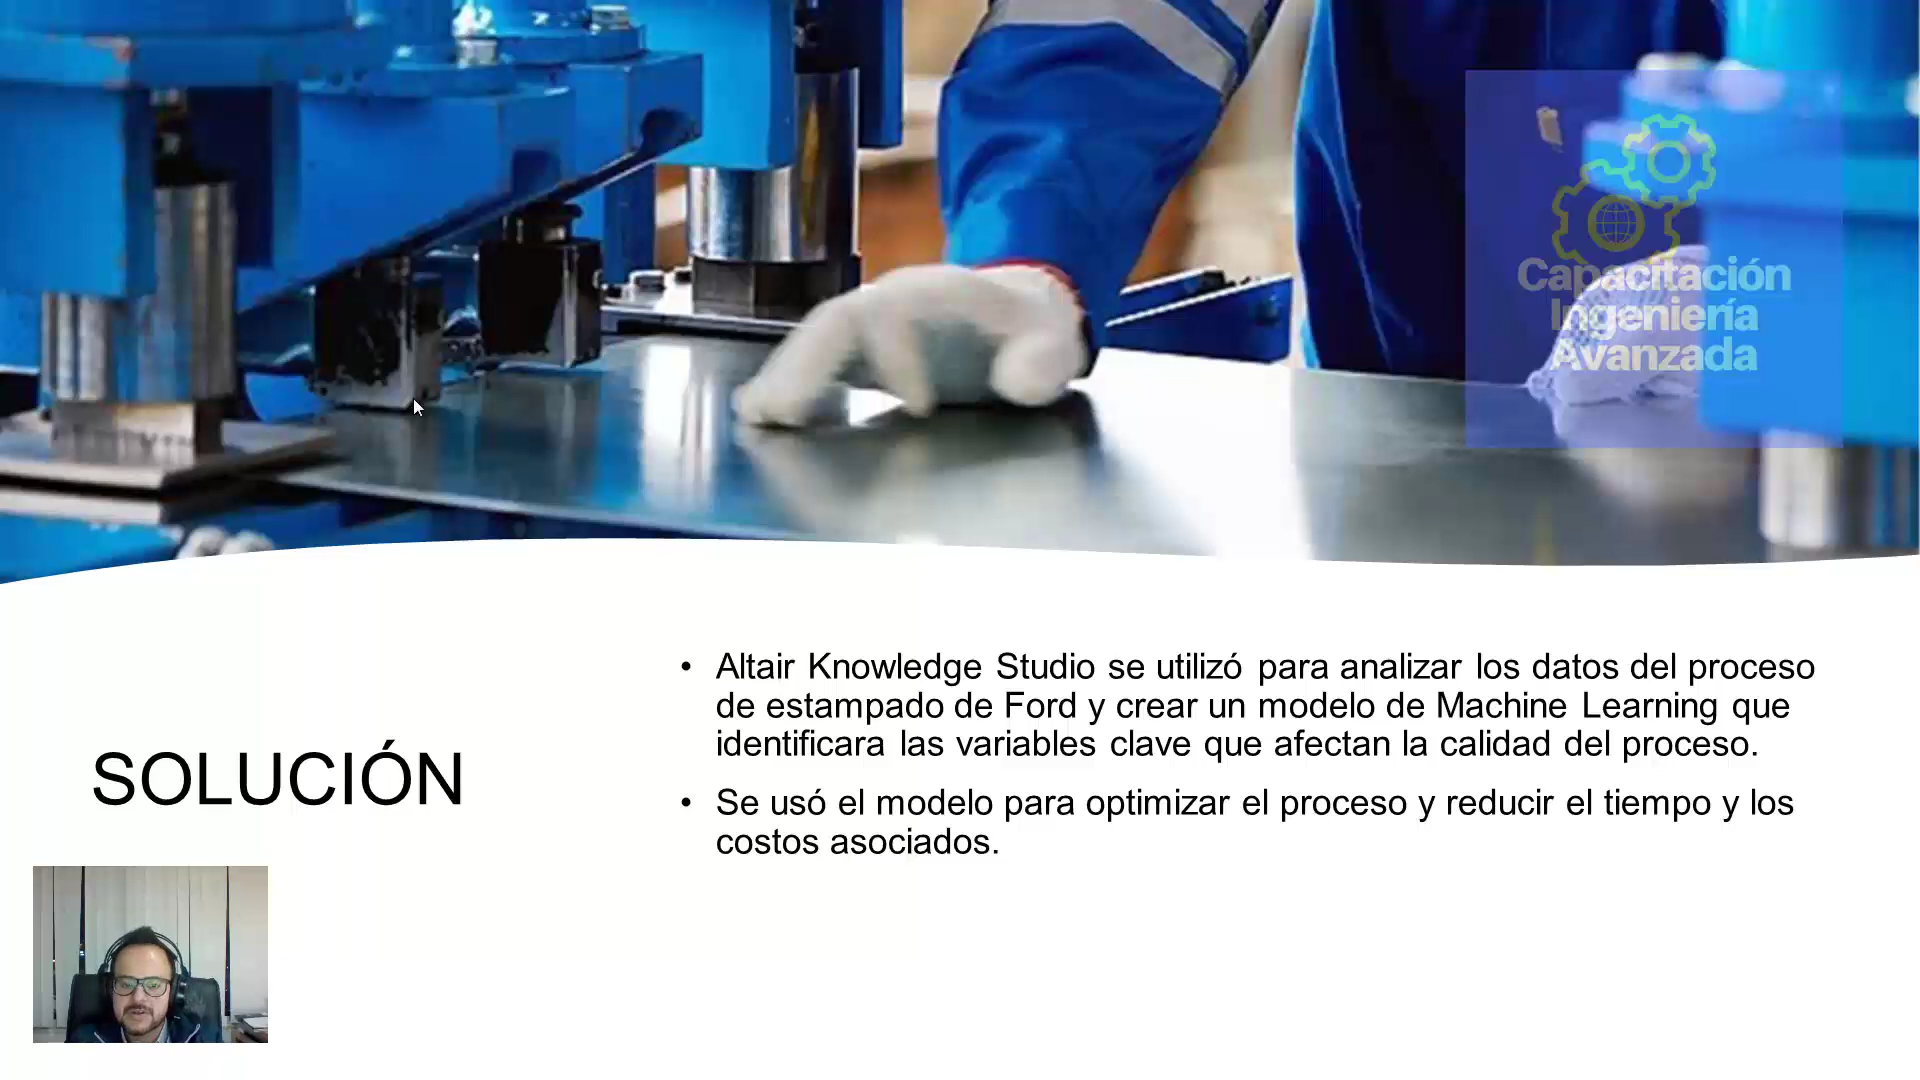 Capacitación
Ingeniería
Avanzada
SOLUCIÓN
• Altair Knowledge Studio se utilizó para analizar los datos del proceso
de estampado de Ford y crear un modelo de Machine Learning que
identificara las variables clave que afectan la calidad del proceso.
• Se usó el modelo para optimizar el proceso y reducir el tiempo y los
costos asociados.